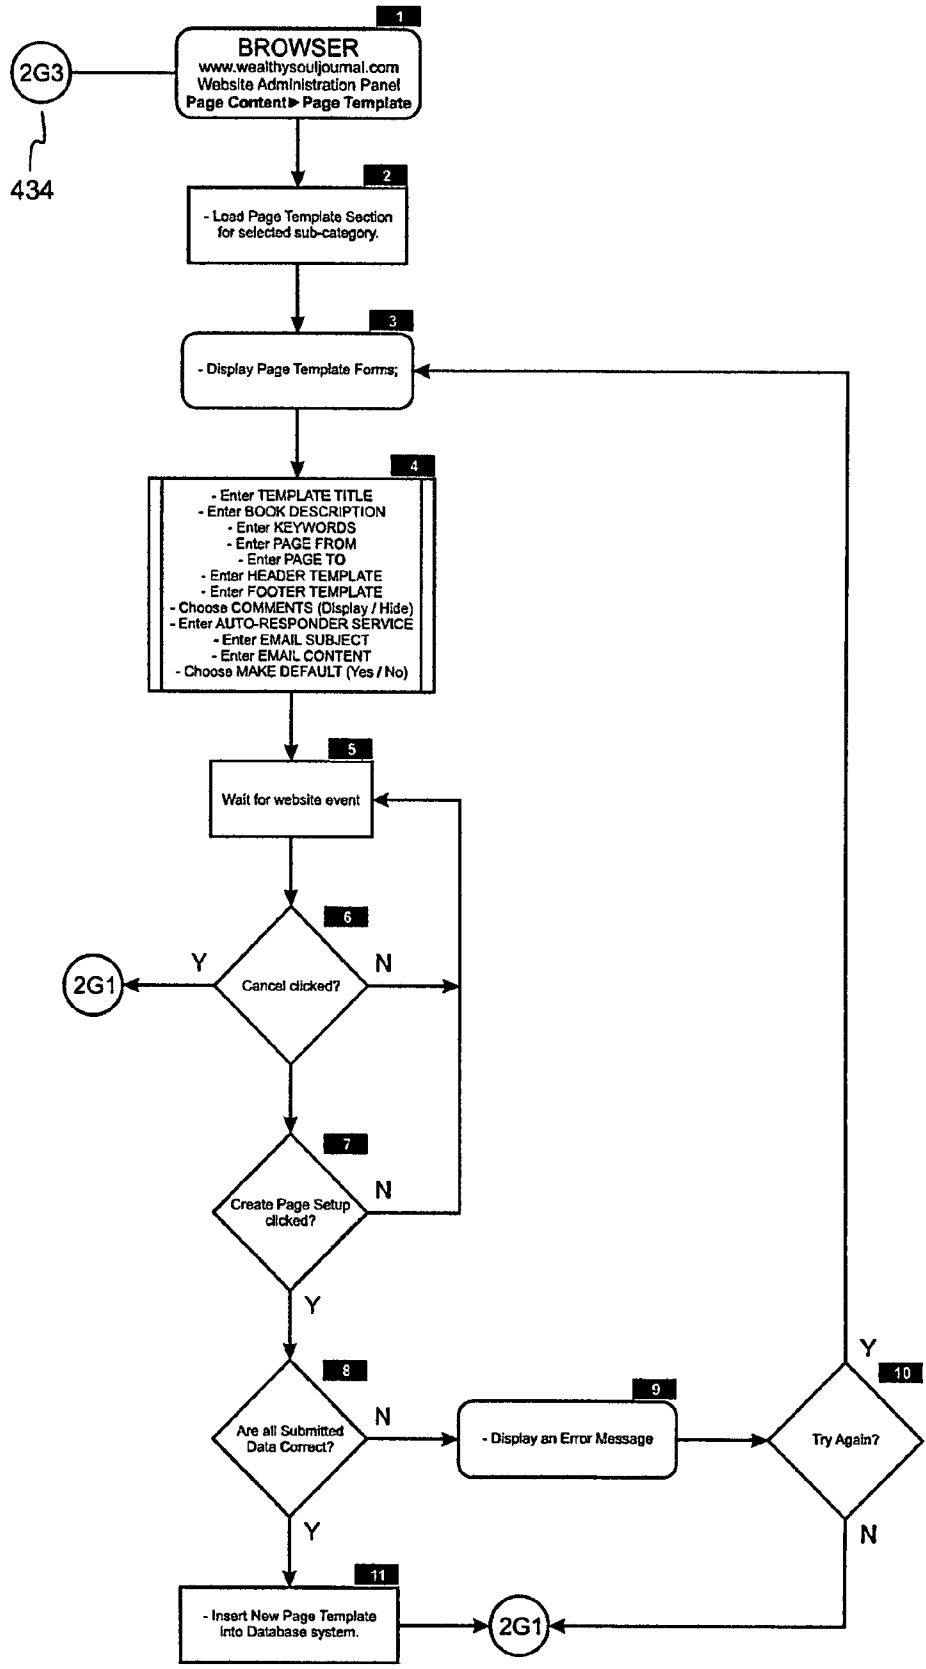 1
BROWSER
www.wealthysouljournal.com
Website Administration Panel
Page Content▶Page Template
2G3
434
2
- Load Page Template Section
for selected sub-category.
3
- Display Page Template Forms;
4
- Enter TEMPLATE TITLE
- Enter BOOK DESCRIPTION
- Enter KEYWORDS
- Enter PAGE FROM
- Enter PAGE TO
- Enter HEADER TEMPLATE
- Enter FOOTER TEMPLATE
- Choose COMMENTS (Display / Hide)
- Enter AUTO-RESPONDER SERVICE
- Enter EMAIL SUBJECT
- Enter EMAIL CONTENT
- Choose MAKE DEFAULT (Yes / No)
5
Wait for website event
6
Y
N
2G1
Cancel clicked?
7
N
Create Page Setup
clicked?
Y
8
N
Are all Submitted
Data Correct?
Y
9
- Display an Error Message
Y
10
Try Again?
N
11
- Insert New Page Template
into Database system.
2G1